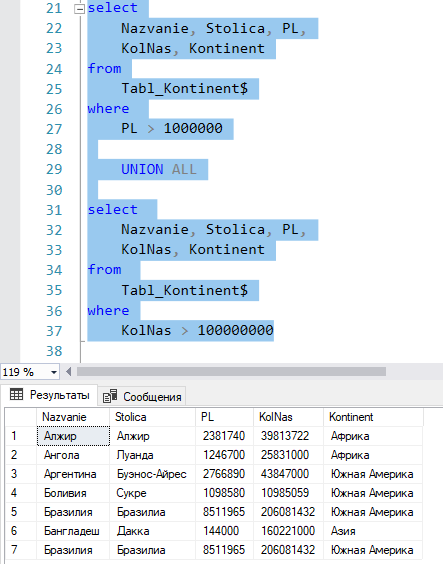 21 select
22 Nazvanie, Stolica, PL,
23 KolNas, Kontinent
24 from
25 Tabl_Kontinent$
26 where
27 PL > 1000000
28
29 UNION ALL
30
31 select
32 Nazvanie, Stolica, PL,
33 KolNas, Kontinent
34 from
35 Tabl_Kontinent$
36 where
37 KolNas > 100000000
38
119 %
Результаты Сообщения
Nazvanie Stolica PL KolNas Kontinent
1 Алжир Алжир 2381740 39813722 Африка
2 Ангола Луанда 1246700 25831000 Африка
3 Аргентина Буэнос-Айрес 2766890 43847000 Южная Америка
4 Боливия Сукре 1098580 10985059 Южная Америка
5 Бразилия Бразилиа 8511965 206081432 Южная Америка
6 Бангладеш Дакка 144000 160221000 Азия
7 Бразилия Бразилиа 8511965 206081432 Южная Америка